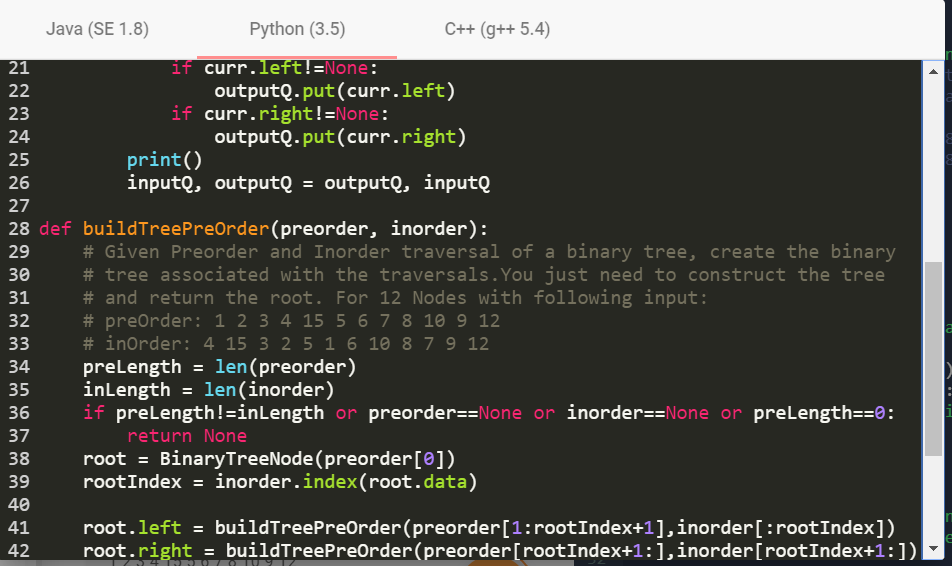 Java (SE 1.8) Python (3.5) C++ (g++ 5.4)
21 if curr.left!=None:
22 outputQ.put(curr.left)
23 if curr.right!=None:
24 outputQ.put(curr.right)
25 print()
26 inputQ, outputQ = outputQ, inputQ
27
28 def buildTreePreOrder(preorder, inorder):
29 # Given Preorder and Inorder traversal of a binary tree, create the binary
30 # tree associated with the traversals.You just need to construct the tree
31 # and return the root. For 12 Nodes with following input:
32 # preOrder: 1 2 3 4 15 5 6 7 8 10 9 12
33 # inOrder: 4 15 3 2 5 1 6 10 8 7 9 12
34 preLength = len(preorder)
35 inLength = len(inorder)
36 if preLength!=inLength or preorder==None or inorder==None or preLength==0:
37 return None
38 root = BinaryTreeNode(preorder[0])
39 rootIndex = inorder.index(root.data)
40
41 root.left = buildTreePreOrder(preorder[1:rootIndex+1],inorder[:rootIndex])
42 root.right = buildTreePreOrder(preorder[rootIndex+1:],inorder[rootIndex+1:])